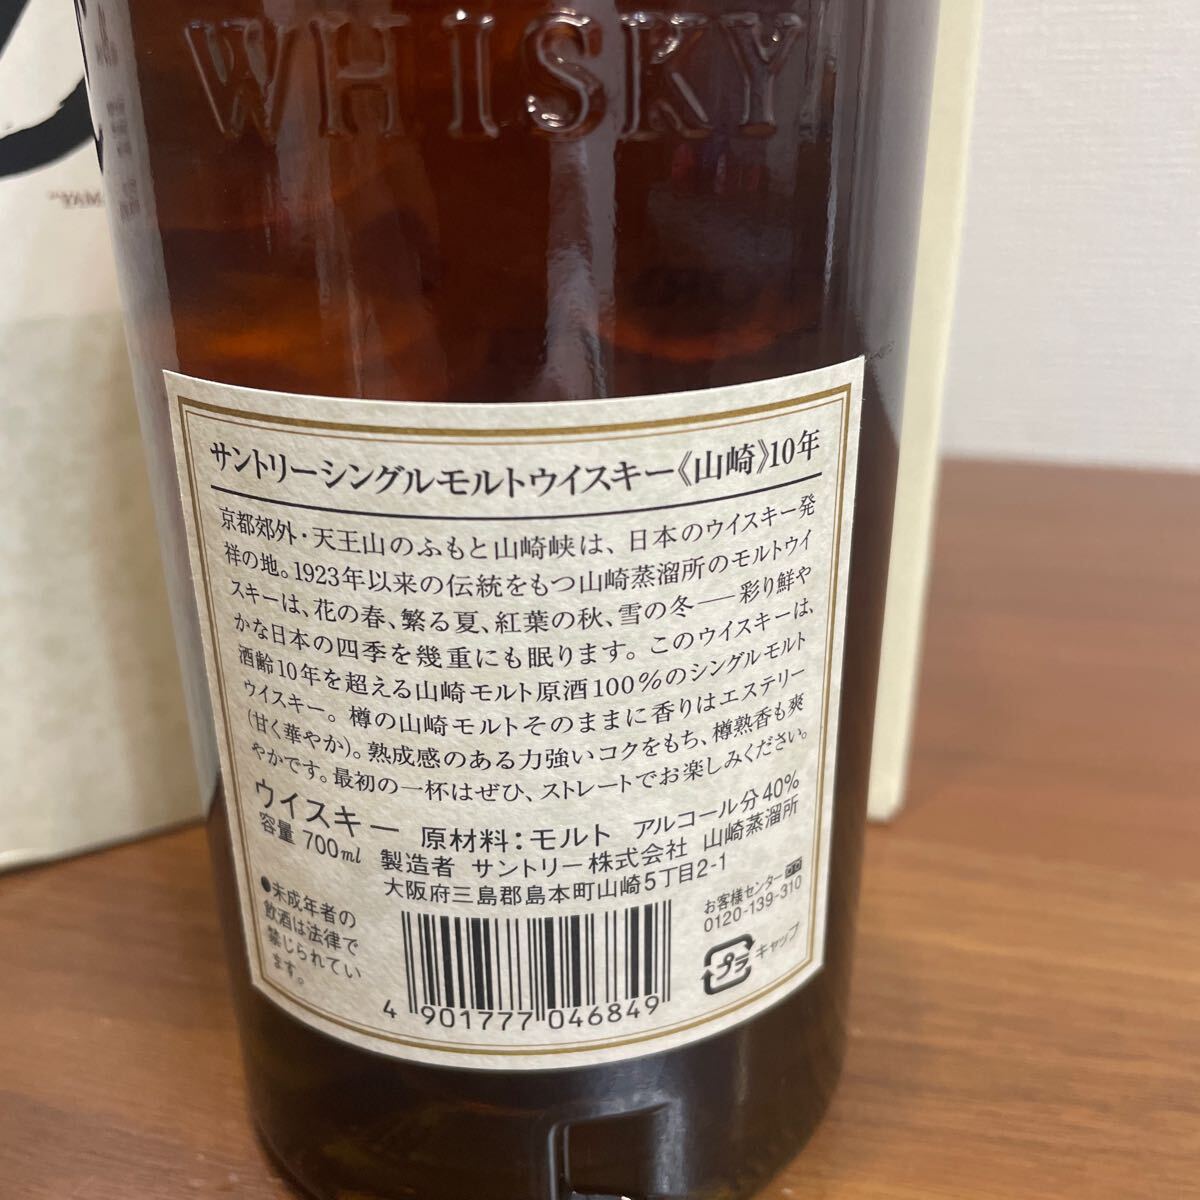 WHISKY
サントリーシングルモルトウイスキー《山崎》10年
京都郊外・天王山のふもと山崎峡は、日本のウイスキー発
祥の地。1923年以来の伝統をもつ山崎蒸溜所のモルトウイ
スキーは、花の春、繁る夏、紅葉の秋、雪の冬──彩り鮮や
かな日本の四季を幾重にも眠ります。このウイスキーは、
酒齢10年を超える山崎モルト原酒100%のシングルモルト
ウイスキー。樽の山崎モルトそのままに香りはエステリー
(甘く華やか)。熟成感のある力強いコクをもち、樽熟香も爽
やかです。最初の一杯はぜひ、ストレートでお楽しみください。
ウイスキー 原材料：モルト アルコール分40%
容量 700ml 製造者 サントリー株式会社 山崎蒸溜所
大阪府三島郡島本町山崎5丁目2-1
●未成年者の
飲酒は法律で
禁じられてい
ます。
お客様センター
0120-139-310
プラ キャップ
4 901777 046849